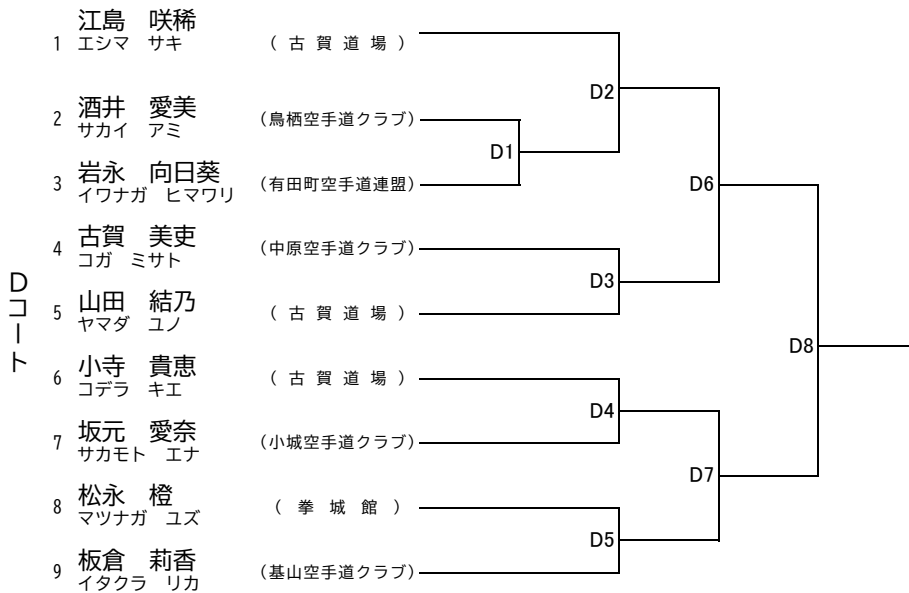 Dコート
1 江島　咲稀 (古賀道場)
エシマ　サキ
2 酒井　愛美 (鳥栖空手道クラブ)
サカイ　アミ
3 岩永　向日葵 (有田町空手道連盟)
イワナガ　ヒマワリ
4 古賀　美吏 (中原空手道クラブ)
コガ　ミサト
5 山田　結乃 (古賀道場)
ヤマダ　ユノ
6 小寺　貴恵 (古賀道場)
コデラ　キエ
7 坂元　愛奈 (小城空手道クラブ)
サカモト　エナ
8 松永　橙 (拳城館)
マツナガ　ユズ
9 板倉　莉香 (基山空手道クラブ)
イタクラ　リカ
D1
D2
D3
D4
D5
D6
D7
D8